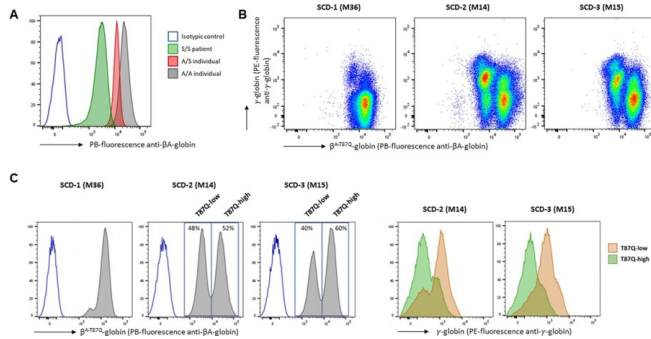 A
Isotypic control
S/S patient
A/S individual
A/A individual
PB-fluorescence anti-βA-globin
B
SCD-1 (M36)
SCD-2 (M14)
SCD-3 (M15)
γ-globin (PE-fluorescence
anti-γ-globin)
β^A-T87Q-globin (PB-fluorescence anti-βA-globin)
C
SCD-1 (M36)
SCD-2 (M14)
SCD-3 (M15)
T87Q-low
T87Q-high
T87Q-low
T87Q-high
48%
52%
40%
60%
β^A-T87Q-globin (PB-fluorescence anti-βA-globin)
SCD-2 (M14)
SCD-3 (M15)
T87Q-low
T87Q-high
γ-globin (PE-fluorescence anti-γ-globin)